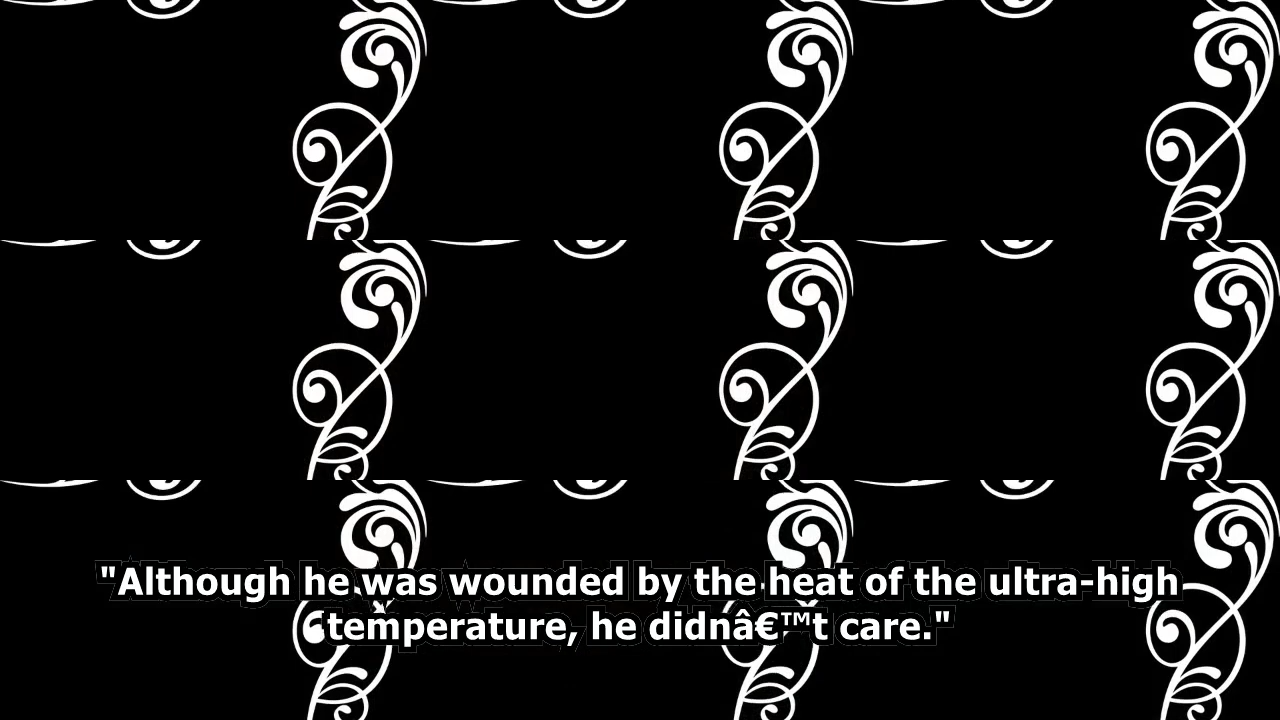 "Although he was wounded by the heat of the ultra-high
temperature, he didnâ€™t care."